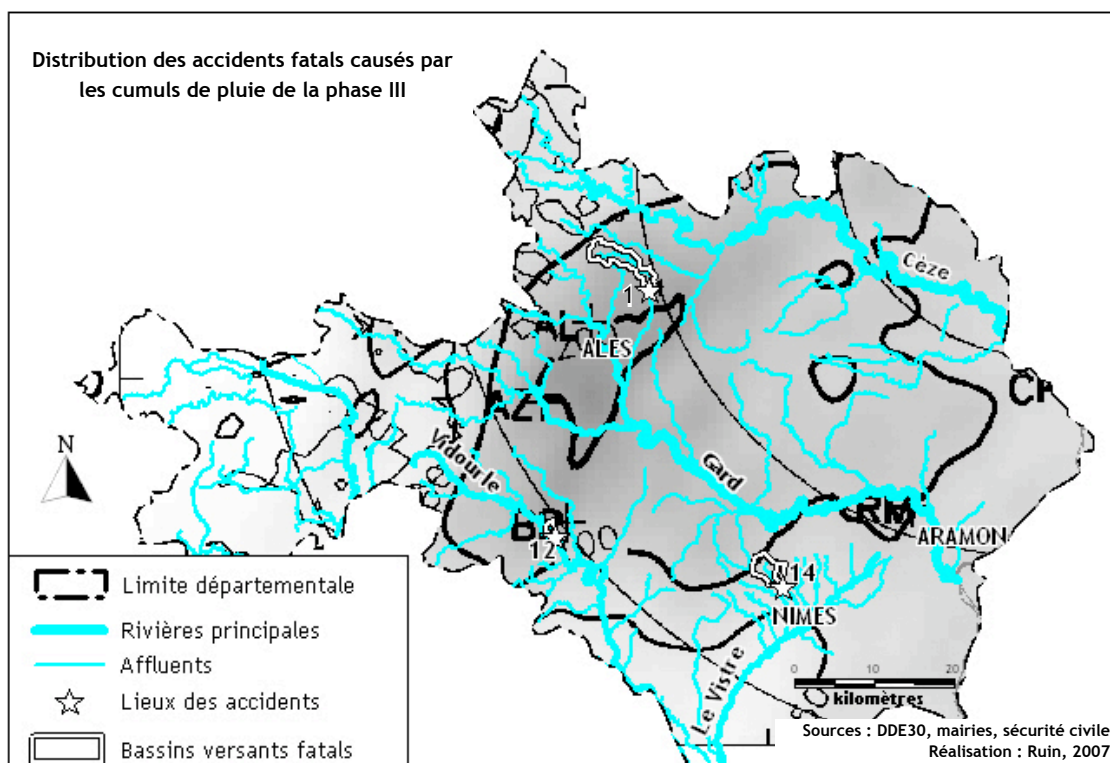 Distribution des accidents fatals causés par
les cumuls de pluie de la phase III
Cèze
1
ALES
Vidourle
N
Gard
12
ARAMON
14
NIMES
Le Vistre
0 10 20
kilomètres
Limite départementale
Rivières principales
Affluents
Lieux des accidents
Bassins versants fatals
Sources : DDE30, mairies, sécurité civile
Réalisation : Ruin, 2007